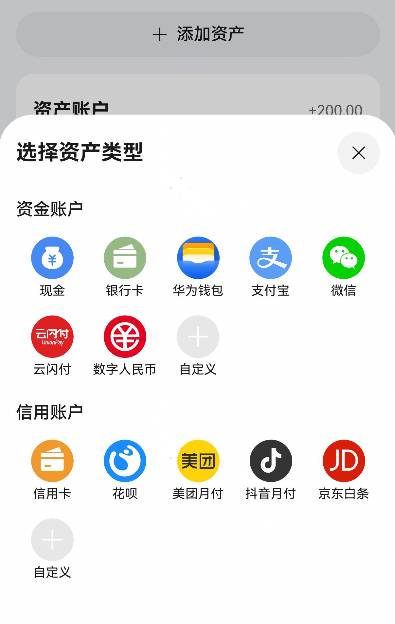 + 添加资产
资产账户 +200.00
选择资产类型
资金账户
¥ 支 云闪付 UnionPay
现金 银行卡 华为钱包 支付宝 微信
云闪付 数字人民币 自定义
信用账户
美团 JD
信用卡 花呗 美团月付 抖音月付 京东白条
自定义